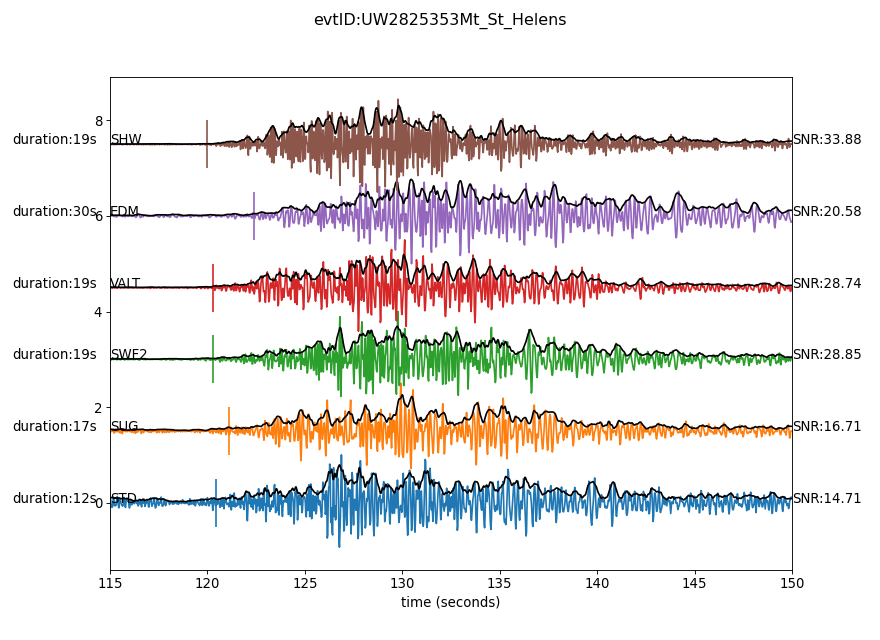 evtID:UW2825353Mt_St_Helens
8
duration:19s SHW SNR:33.88
duration:30s EDM SNR:20.58
6
duration:19s VALT SNR:28.74
4
duration:19s SWF2 SNR:28.85
2
duration:17s SUG SNR:16.71
duration:12s STD SNR:14.71
0
115 120 125 130 135 140 145 150
time (seconds)